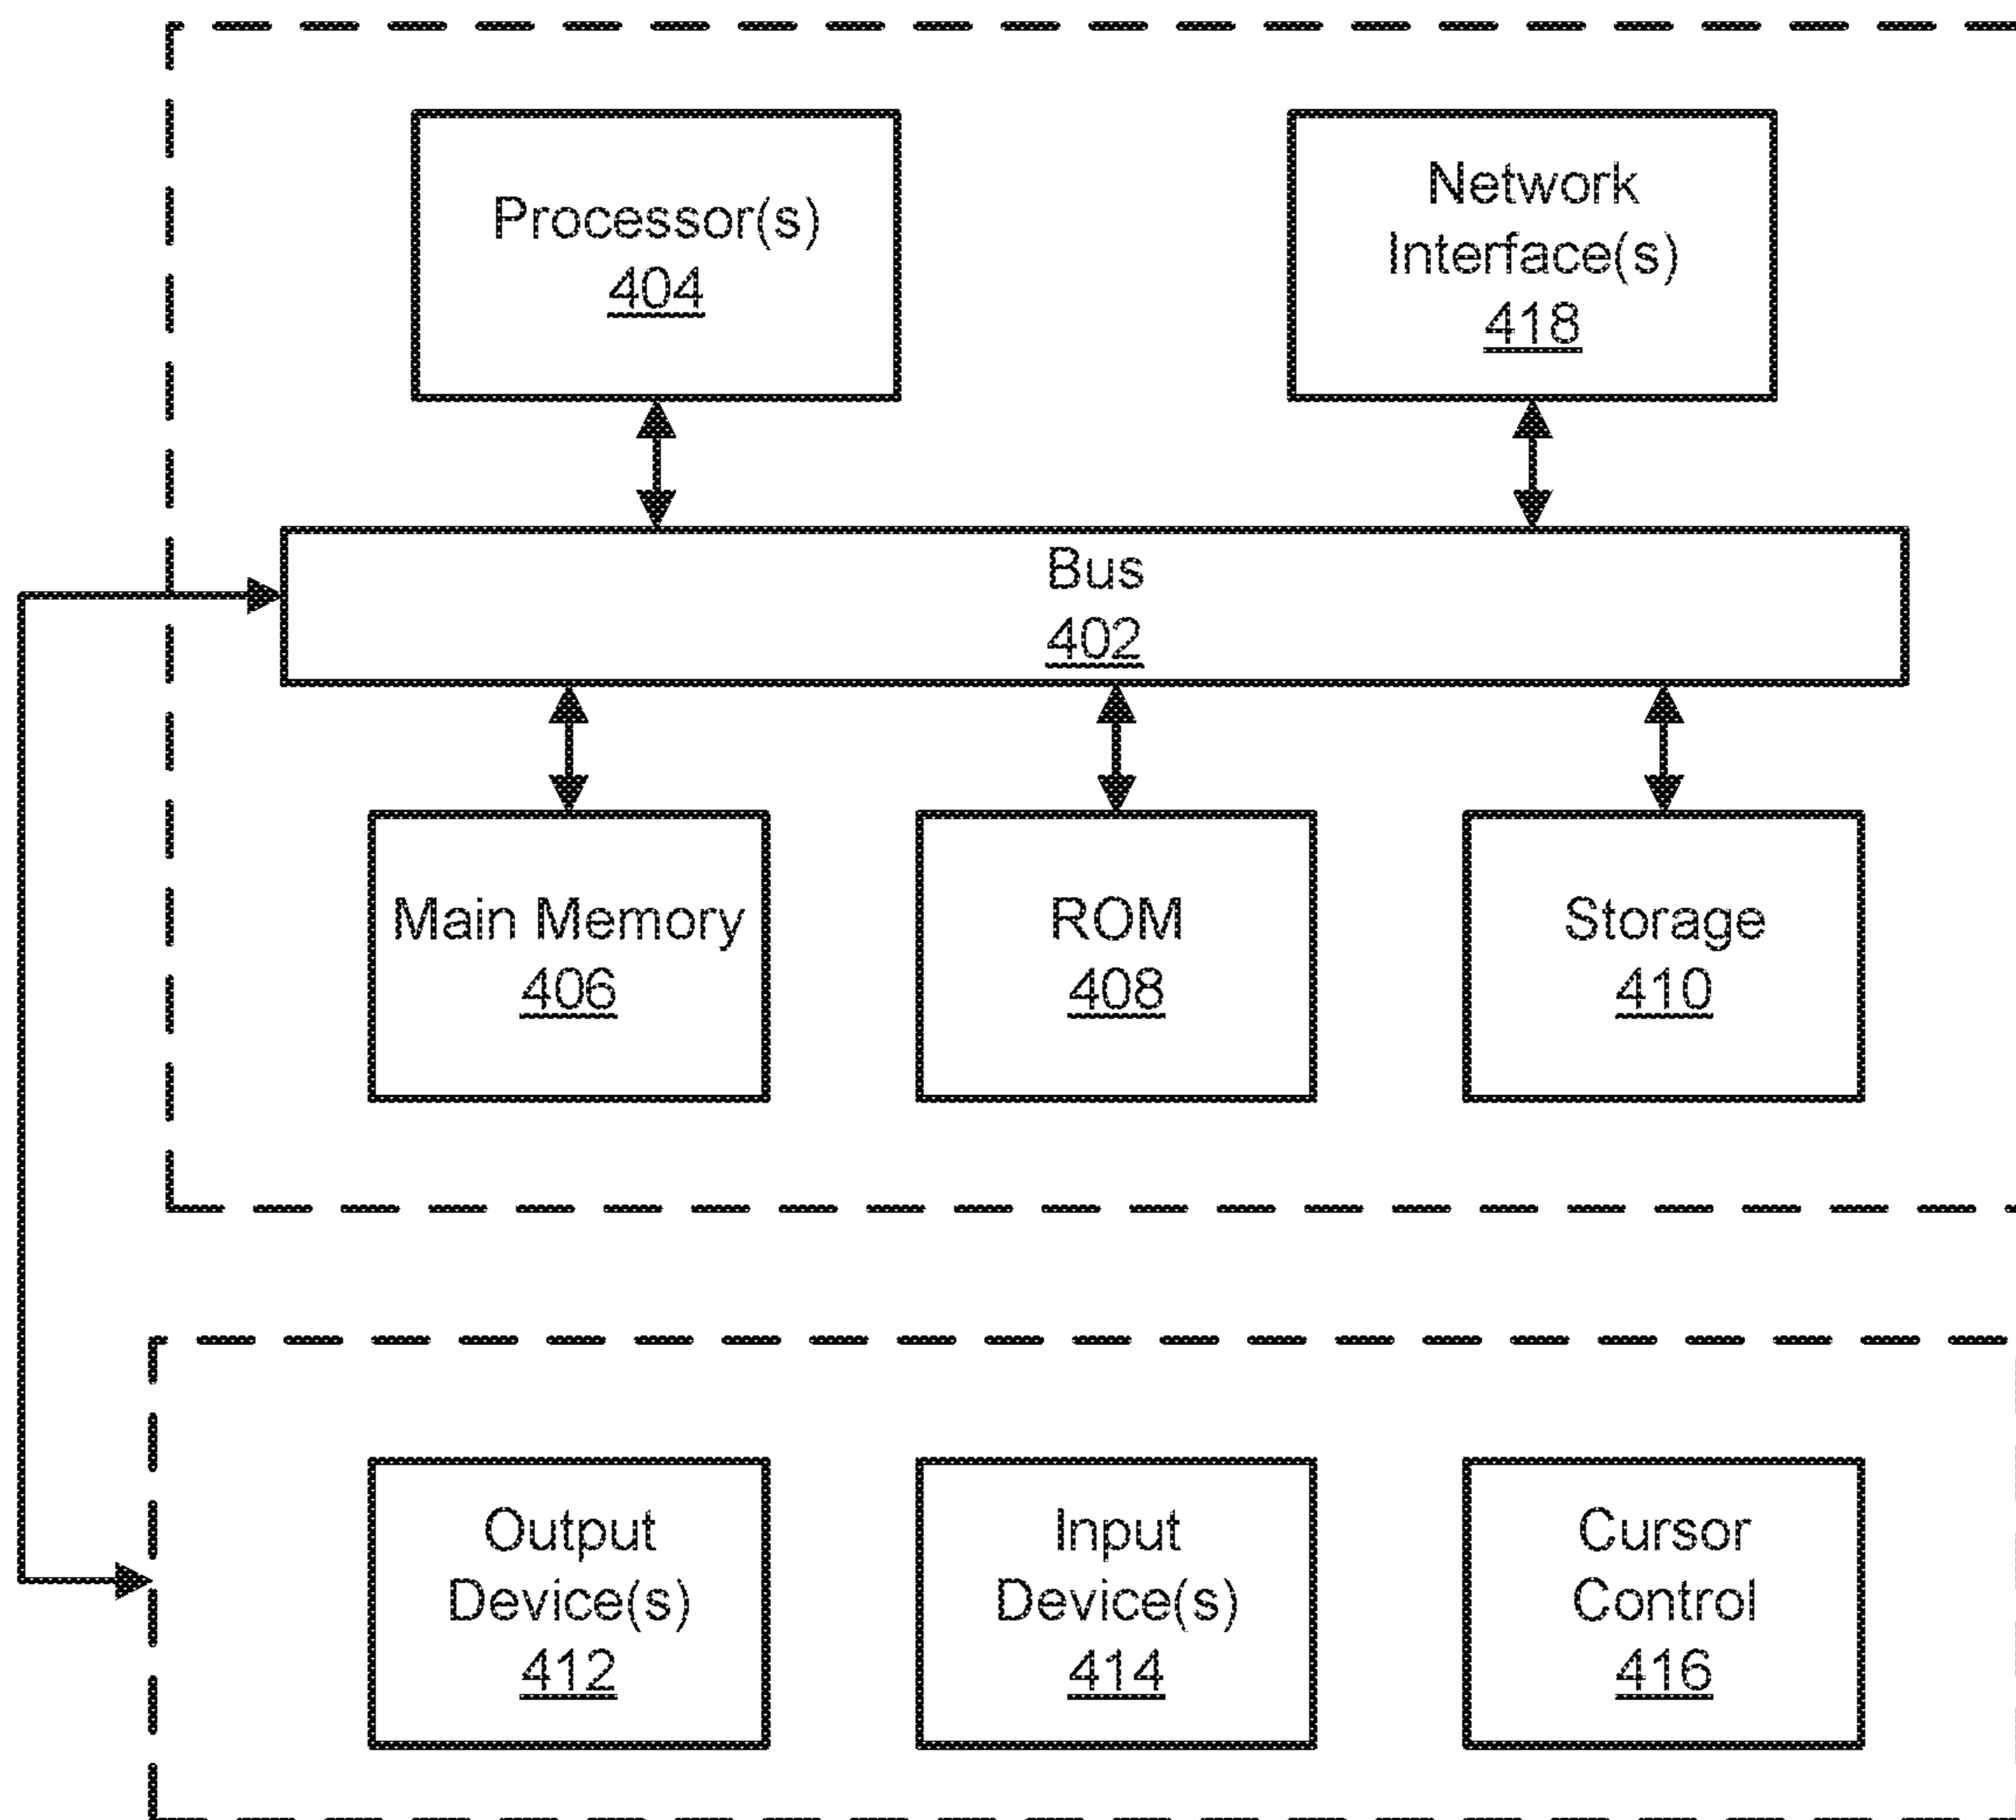 Processor(s)
404
Network
Interface(s)
418
Bus
402
Main Memory
406
ROM
408
Storage
410
Output
Device(s)
412
Input
Device(s)
414
Cursor
Control
416